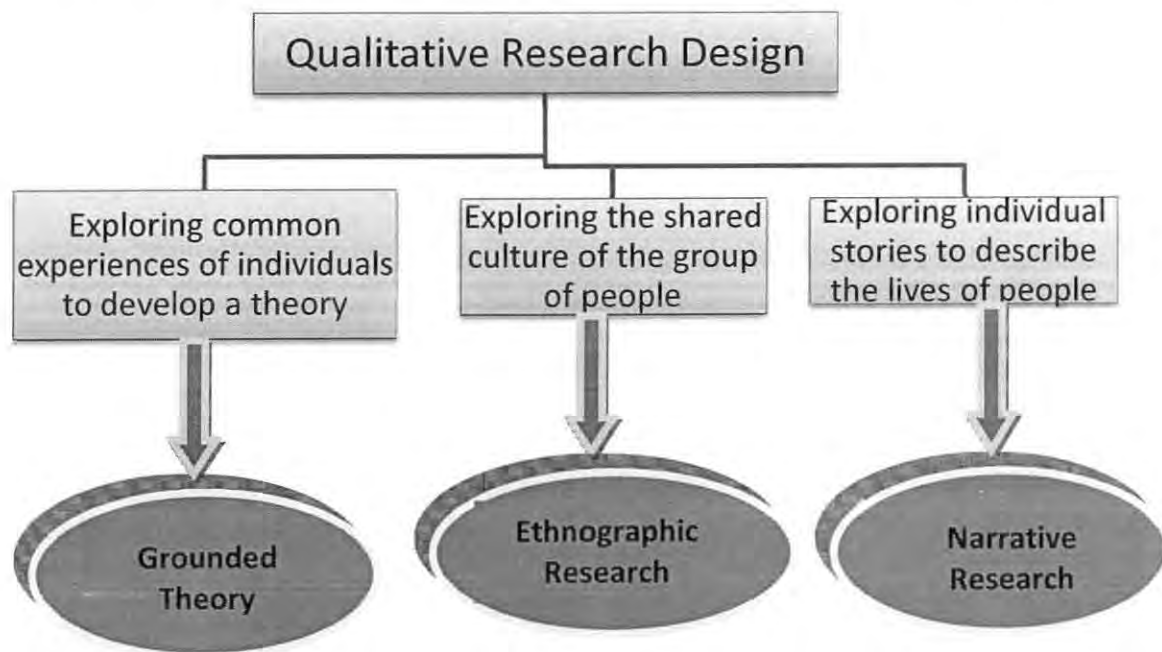 Qualitative Research Design
Exploring common
experiences of individuals
to develop a theory
Exploring the shared
culture of the group
of people
Exploring individual
stories to describe
the lives of people
Grounded
Theory
Ethnographic
Research
Narrative
Research